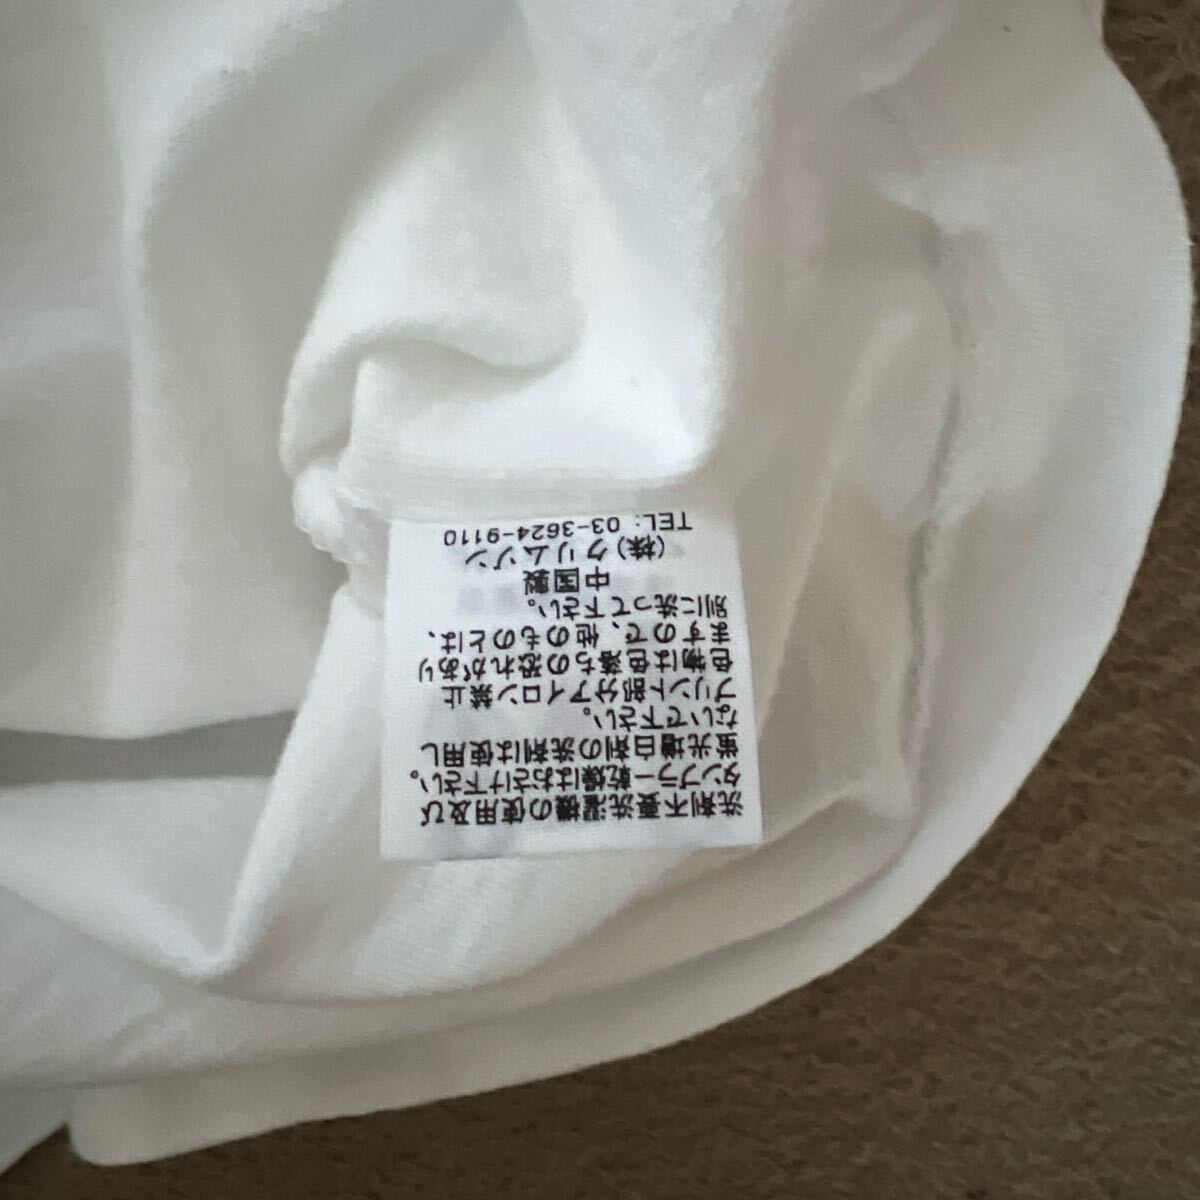 洗剤不要洗濯機の使用及び
タンブラー乾燥はおさけ下さい。
蛍光増白剤の洗剤は使用し
ないで下さい。
プリント部分アイロン禁止
色物は色落ちの恐れがあり
ますので、他のものとは、
別に洗って下さい。
中国製
(株)クリムゾン
TEL: 03-3624-9110